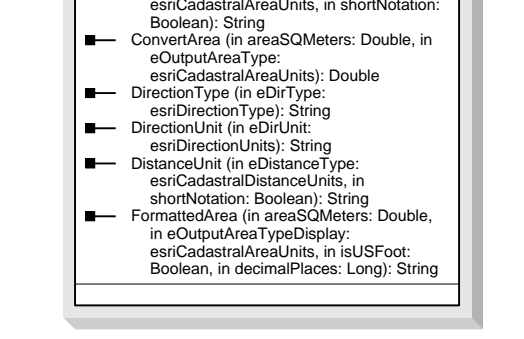 esriCadastralAreaUnits, in shortNotation:
Boolean): String
ConvertArea (in areaSQMeters: Double, in
eOutputAreaType:
esriCadastralAreaUnits): Double
DirectionType (in eDirType:
esriDirectionType): String
DirectionUnit (in eDirUnit:
esriDirectionUnits): String
DistanceUnit (in eDistanceType:
esriCadastralDistanceUnits, in
shortNotation: Boolean): String
FormattedArea (in areaSQMeters: Double,
in eOutputAreaTypeDisplay:
esriCadastralAreaUnits, in isUSFoot:
Boolean, in decimalPlaces: Long): String